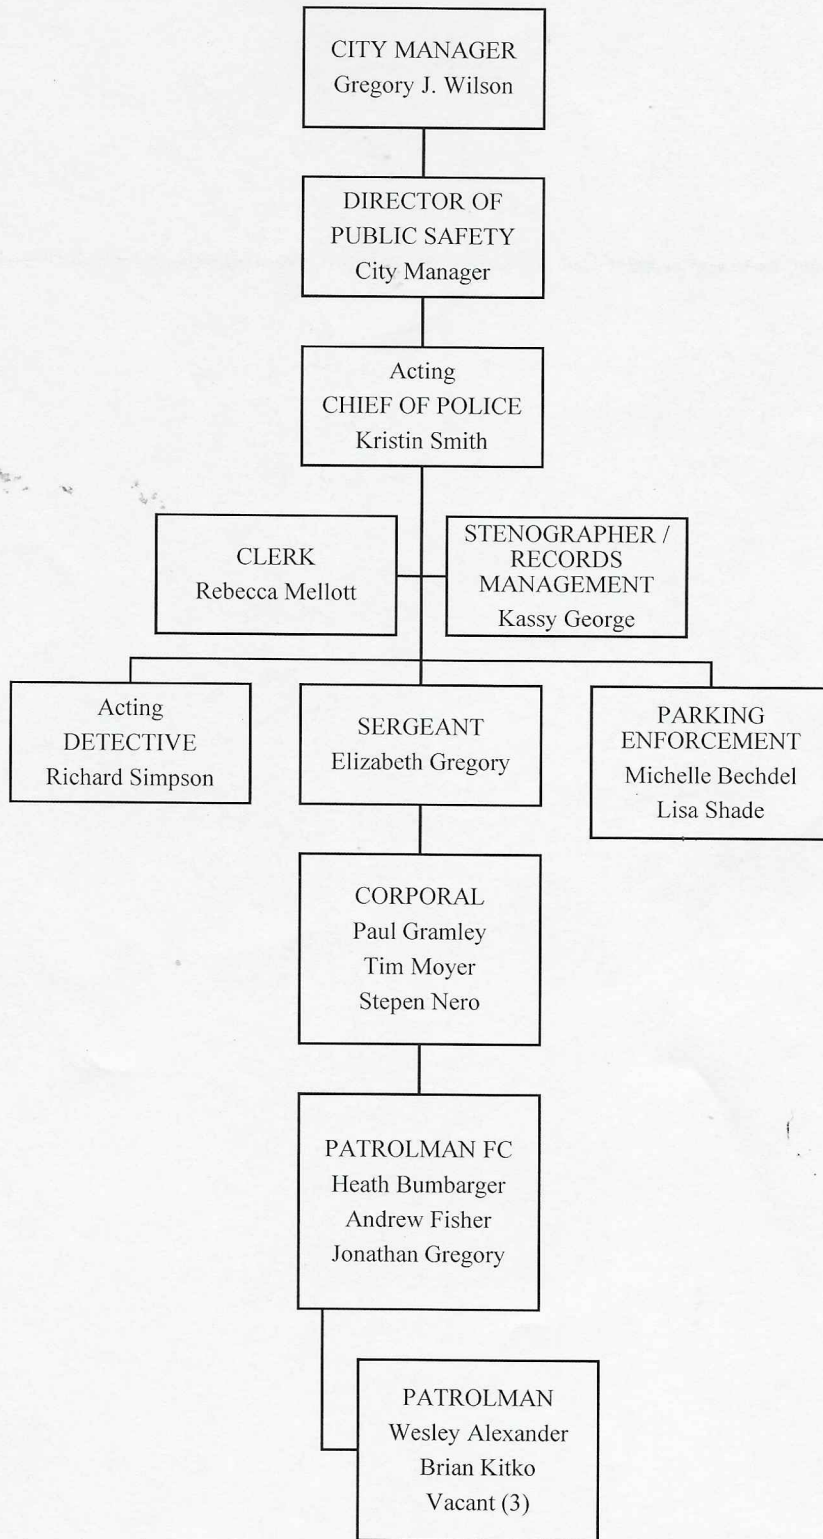 CITY MANAGER
Gregory J. Wilson
DIRECTOR OF
PUBLIC SAFETY
City Manager
Acting
CHIEF OF POLICE
Kristin Smith
CLERK
Rebecca Mellott
STENOGRAPHER /
RECORDS
MANAGEMENT
Kassy George
Acting
DETECTIVE
Richard Simpson
SERGEANT
Elizabeth Gregory
PARKING
ENFORCEMENT
Michelle Bechdel
Lisa Shade
CORPORAL
Paul Gramley
Tim Moyer
Stepen Nero
PATROLMAN FC
Heath Bumbarger
Andrew Fisher
Jonathan Gregory
PATROLMAN
Wesley Alexander
Brian Kitko
Vacant (3)